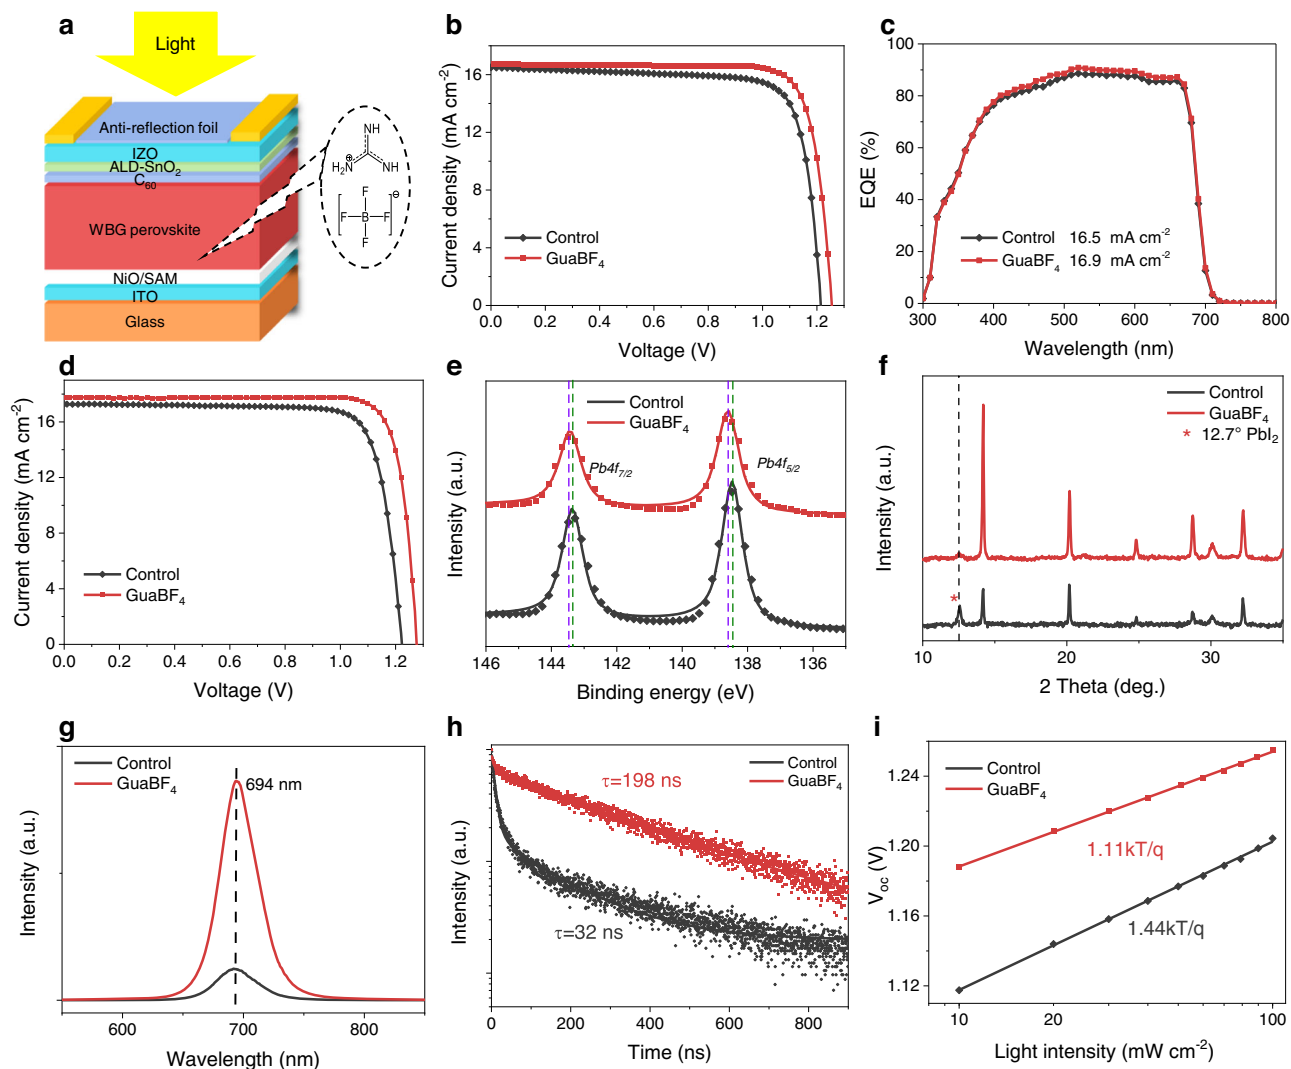 a
Light
Anti-reflection foil
IZO
ALD-SnO2
C60
WBG perovskite
NiO/SAM
ITO
Glass
NH
H2N
⊕
NH
F
⊖
F B F
F
b
Current density (mA cm-2)
16
12
8
4
0
Control
GuaBF4
0.0 0.2 0.4 0.6 0.8 1.0 1.2
Voltage (V)
c
EQE (%)
100
80
60
40
20
0
Control 16.5 mA cm-2
GuaBF4 16.9 mA cm-2
300 400 500 600 700 800
Wavelength (nm)
d
Current density (mA cm-2)
16
12
8
4
0
Control
GuaBF4
0.0 0.2 0.4 0.6 0.8 1.0 1.2
Voltage (V)
e
Intensity (a.u.)
Control
GuaBF4
Pb4f7/2
Pb4f5/2
146 144 142 140 138 136
Binding energy (eV)
f
Intensity (a.u.)
Control
GuaBF4
* 12.7° PbI2
*
10 20 30
2 Theta (deg.)
g
Intensity (a.u.)
Control
GuaBF4
694 nm
600 700 800
Wavelength (nm)
h
Intensity (a.u.)
Control
GuaBF4
τ=198 ns
τ=32 ns
0 200 400 600 800
Time (ns)
i
Voc (V)
1.24
1.20
1.16
1.12
Control
GuaBF4
1.11kT/q
1.44kT/q
10 20 100
Light intensity (mW cm-2)